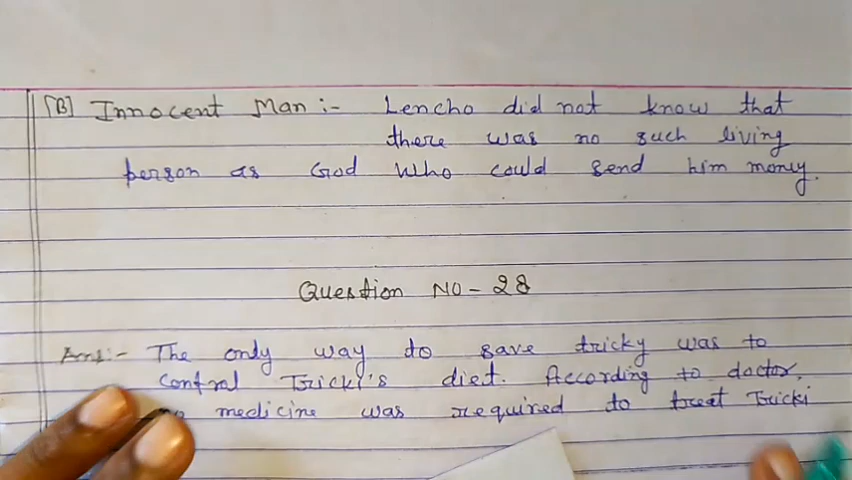 [B] Innocent Man :- Lencho did not know that
there was no such living
person as God who could send him money.
Question No - 28
Ans:- The only way to save tricky was to
control Tricki's diet. According to doctor,
medicine was required to treat Tricki